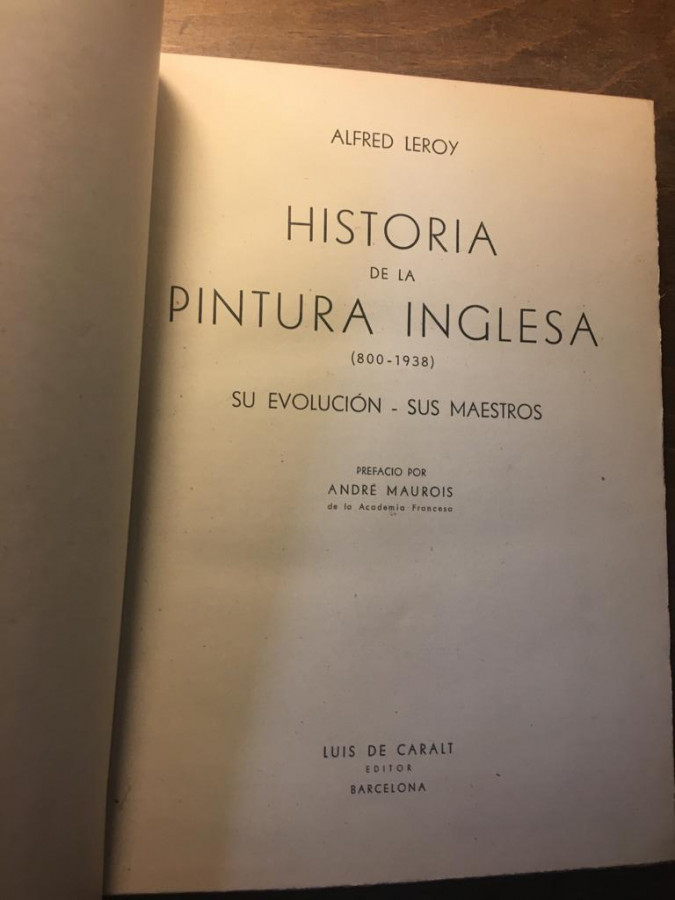 ALFRED LEROY
HISTORIA
DE LA
PINTURA INGLESA
(800-1938)
SU EVOLUCIÓN - SUS MAESTROS
PREFACIO POR
ANDRÉ MAUROIS
de la Academia Francesa
LUIS DE CARALT
EDITOR
BARCELONA